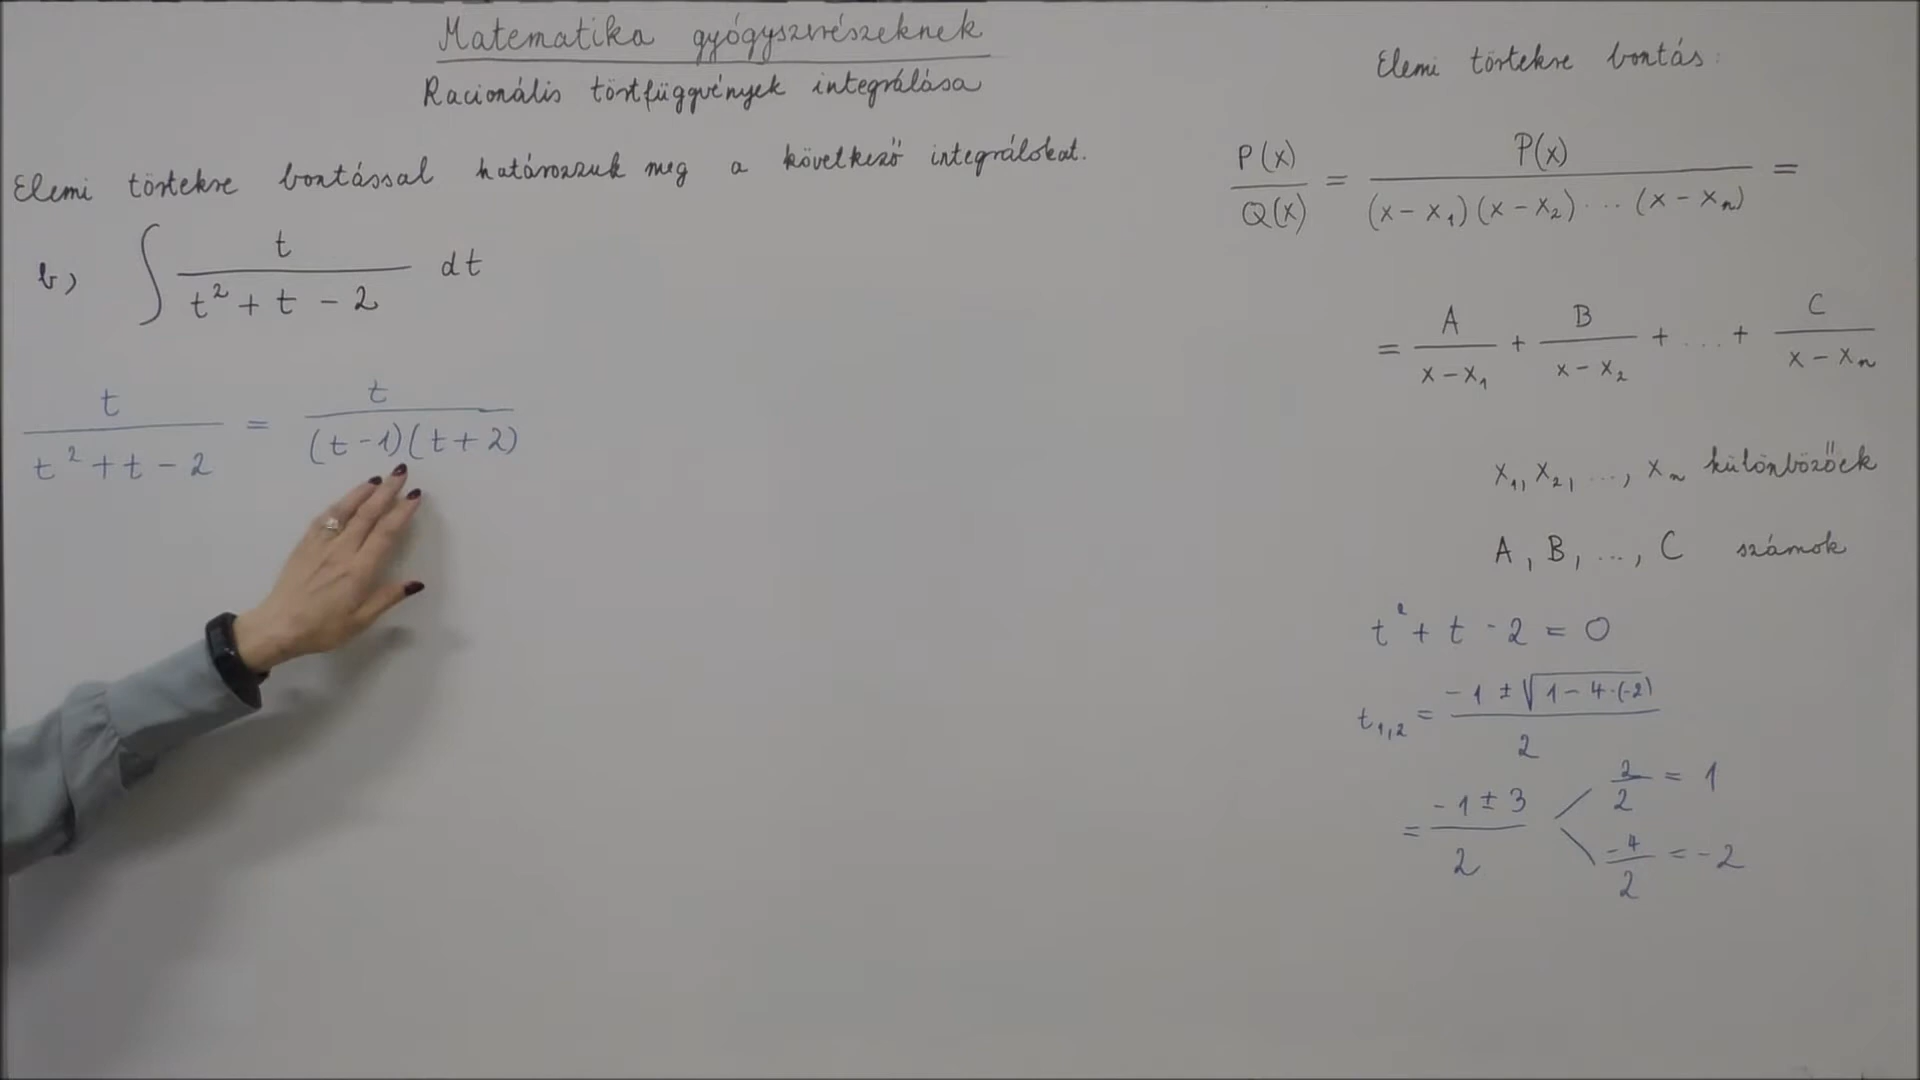 Matematika gyógyszerészeknek
Racionális törtfüggvények integrálása
Elemi törtekre bontással határozzuk meg a következő integrálokat.
b) ∫ t / (t² + t - 2) dt
t / (t² + t - 2) = t / ((t - 1)(t + 2))
Elemi törtekre bontás:
P(x) / Q(x) = P(x) / ((x - x₁)(x - x₂) ... (x - xₙ)) =
= A / (x - x₁) + B / (x - x₂) + ... + C / (x - xₙ)
x₁, x₂, ..., xₙ különbözőek
A, B, ..., C számok
t² + t - 2 = 0
t₁,₂ = (-1 ± √(1 - 4·(-2))) / 2
= (-1 ± 3) / 2
2/2 = 1
-4/2 = -2